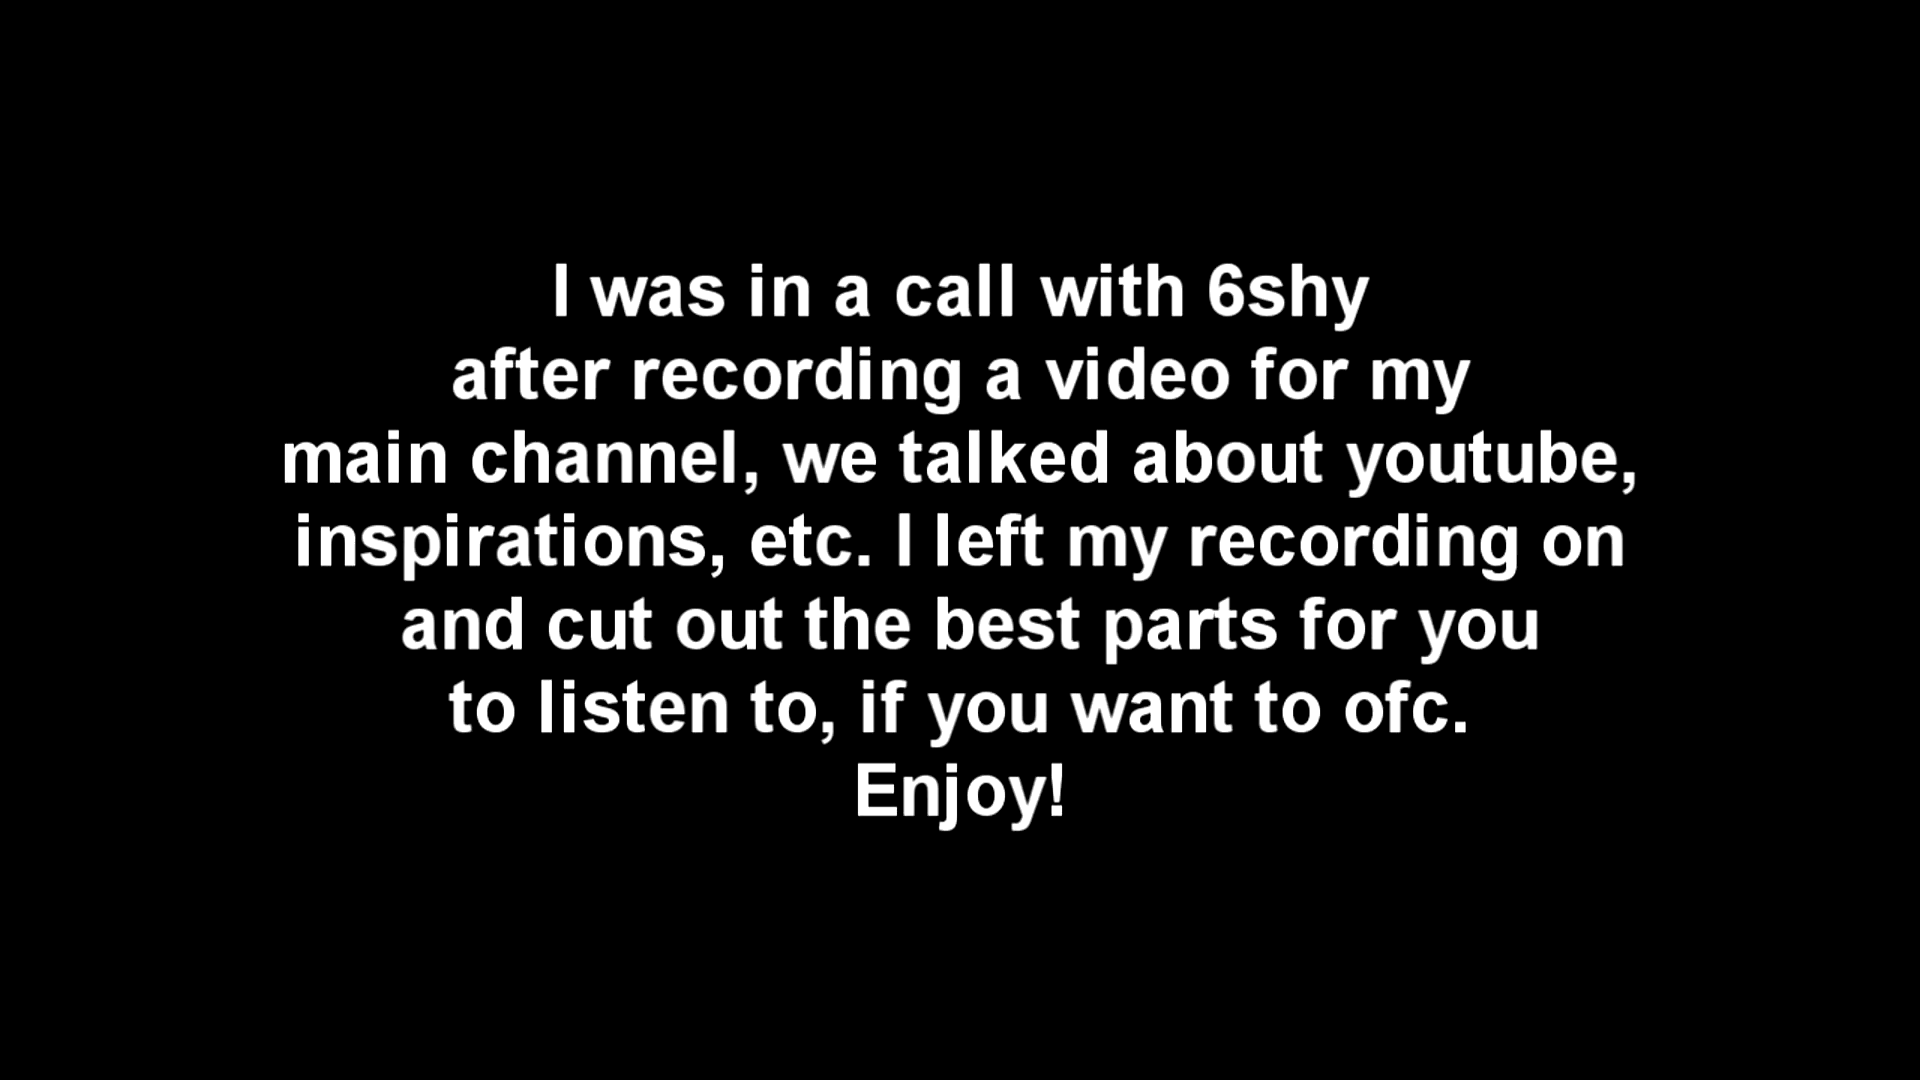 I was in a call with 6shy
after recording a video for my
main channel, we talked about youtube,
inspirations, etc. I left my recording on
and cut out the best parts for you
to listen to, if you want to ofc.
Enjoy!